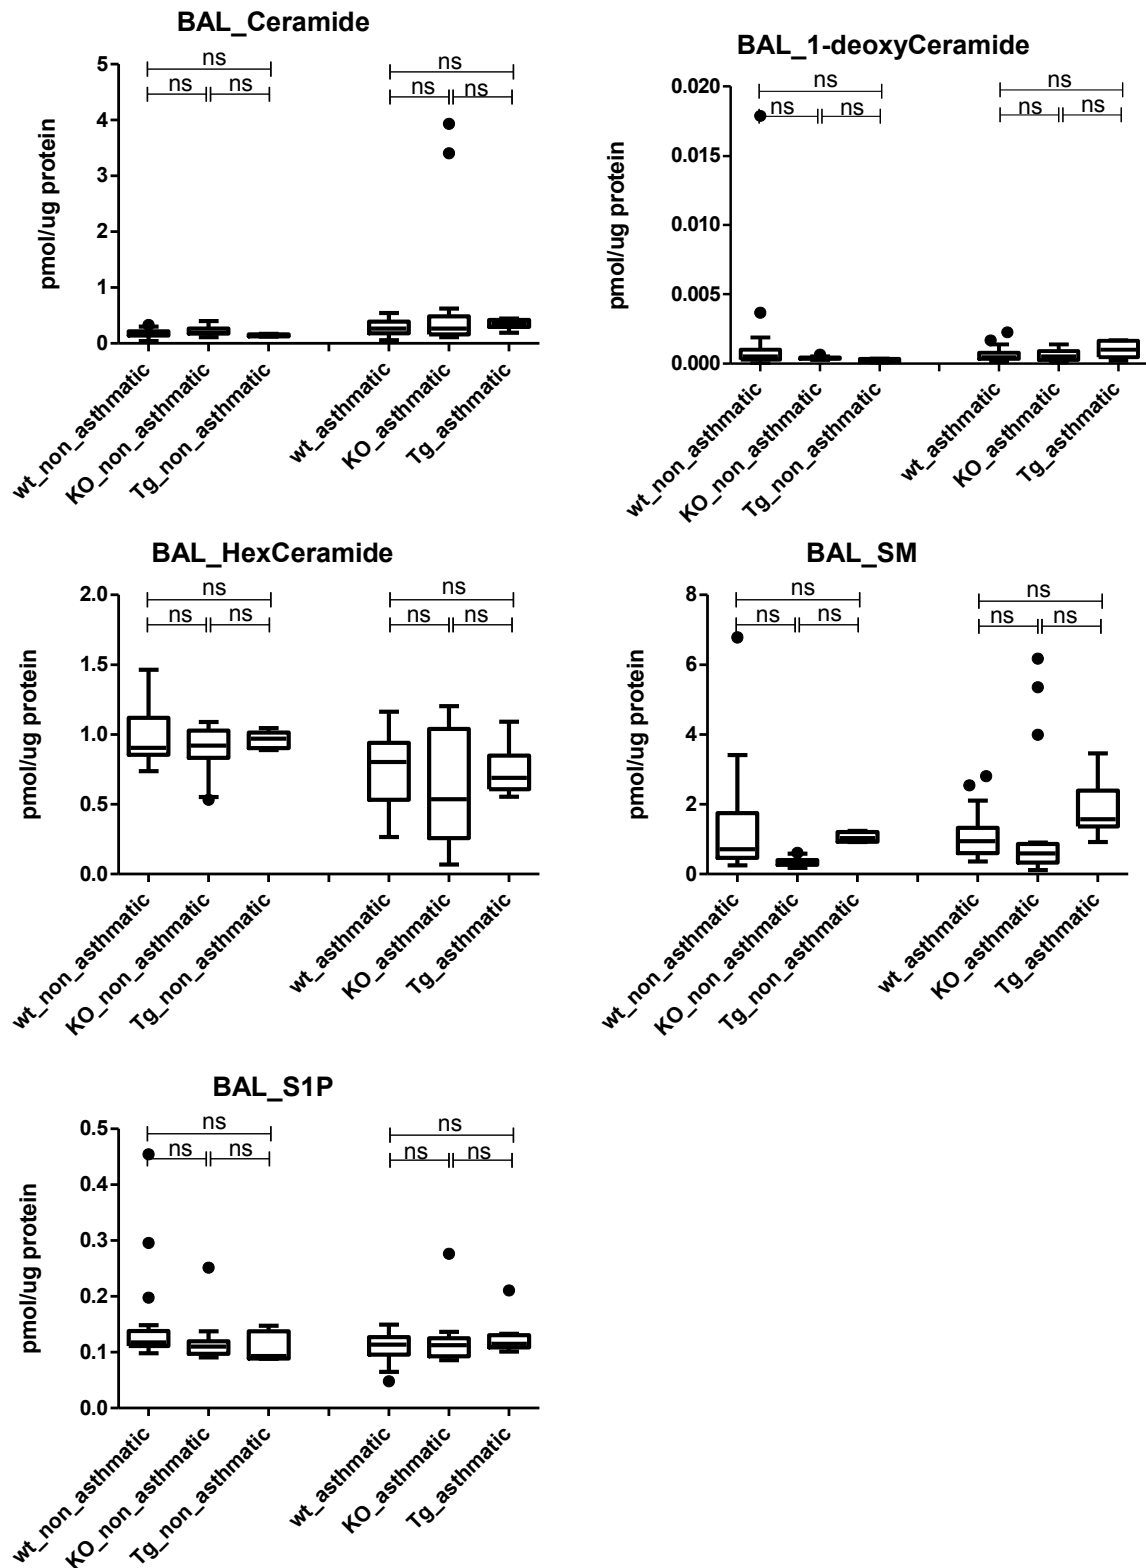 BAL_Ceramide
pmol/ug protein
5
4
3
2
1
0
ns
ns
ns
ns
ns
ns
wt_non_asthmatic
KO_non_asthmatic
Tg_non_asthmatic
wt_asthmatic
KO_asthmatic
Tg_asthmatic
BAL_1-deoxyCeramide
pmol/ug protein
0.020
0.015
0.010
0.005
0.000
ns
ns
ns
ns
ns
ns
wt_non_asthmatic
KO_non_asthmatic
Tg_non_asthmatic
wt_asthmatic
KO_asthmatic
Tg_asthmatic
BAL_HexCeramide
pmol/ug protein
2.0
1.5
1.0
0.5
0.0
ns
ns
ns
ns
ns
ns
wt_non_asthmatic
KO_non_asthmatic
Tg_non_asthmatic
wt_asthmatic
KO_asthmatic
Tg_asthmatic
BAL_SM
pmol/ug protein
8
6
4
2
0
ns
ns
ns
ns
ns
ns
wt_non_asthmatic
KO_non_asthmatic
Tg_non_asthmatic
wt_asthmatic
KO_asthmatic
Tg_asthmatic
BAL_S1P
pmol/ug protein
0.5
0.4
0.3
0.2
0.1
0.0
ns
ns
ns
ns
ns
ns
wt_non_asthmatic
KO_non_asthmatic
Tg_non_asthmatic
wt_asthmatic
KO_asthmatic
Tg_asthmatic